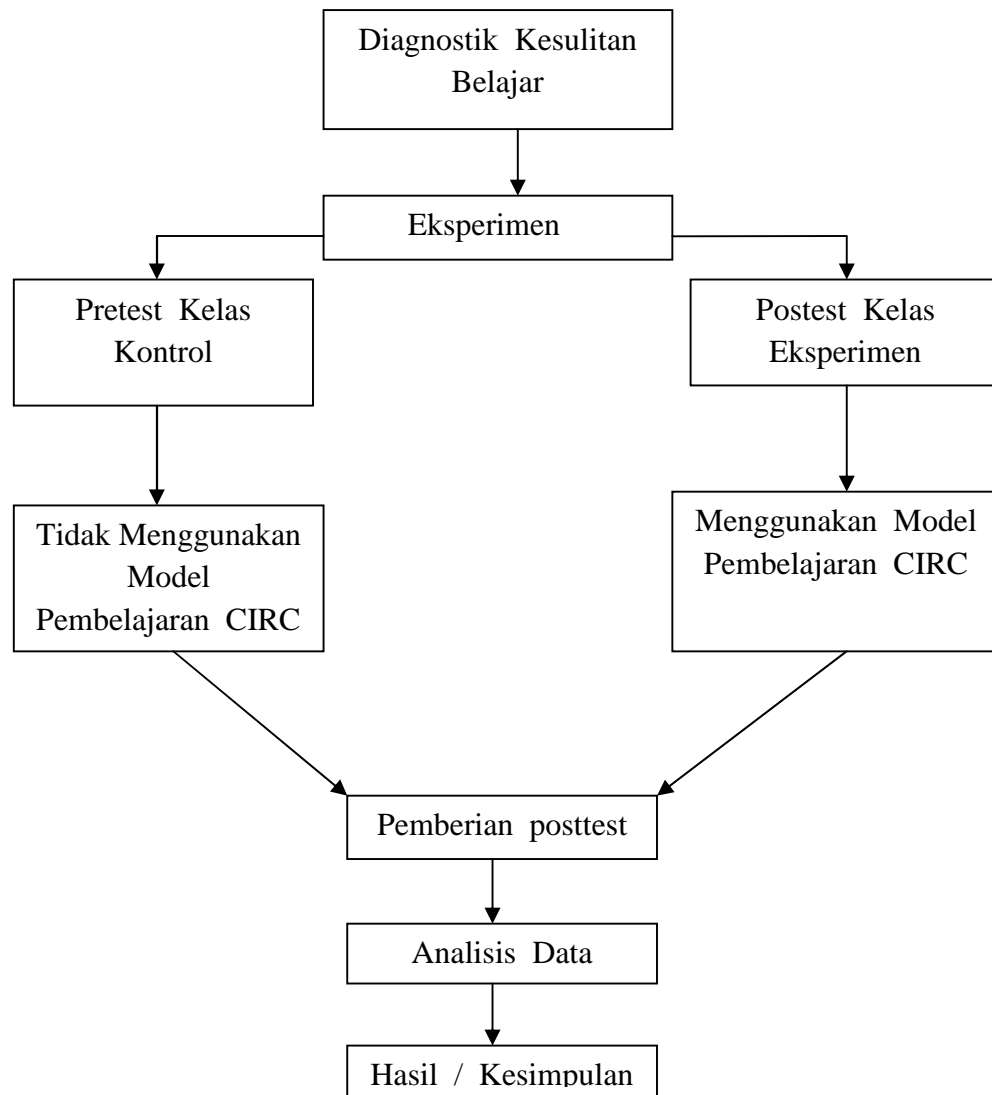 Diagnostik Kesulitan
Belajar
Eksperimen
Pretest Kelas
Kontrol
Postest Kelas
Eksperimen
Tidak Menggunakan
Model
Pembelajaran CIRC
Menggunakan Model
Pembelajaran CIRC
Pemberian posttest
Analisis Data
Hasil / Kesimpulan